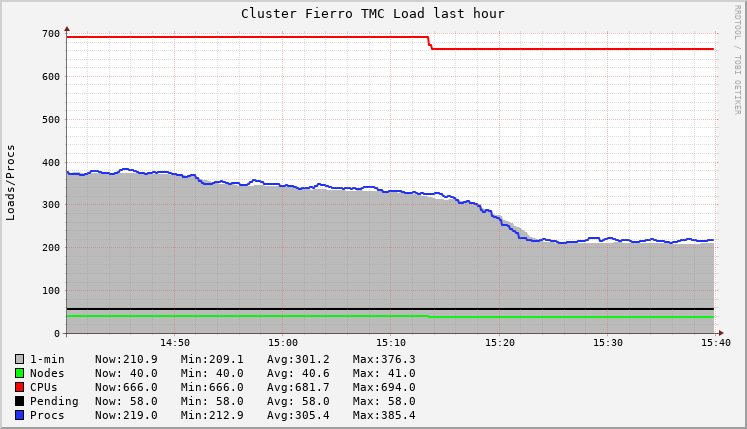 Cluster Fierro TMC Load last hour
RRDTOOL / TOBI OETIKER
Loads/Procs
700
600
500
400
300
200
100
0
14:50 15:00 15:10 15:20 15:30 15:40
1-min Now:210.9 Min:209.1 Avg:301.2 Max:376.3
Nodes Now: 40.0 Min: 40.0 Avg: 40.6 Max: 41.0
CPUs Now:666.0 Min:666.0 Avg:681.7 Max:694.0
Pending Now: 58.0 Min: 58.0 Avg: 58.0 Max: 58.0
Procs Now:219.0 Min:212.9 Avg:305.4 Max:385.4